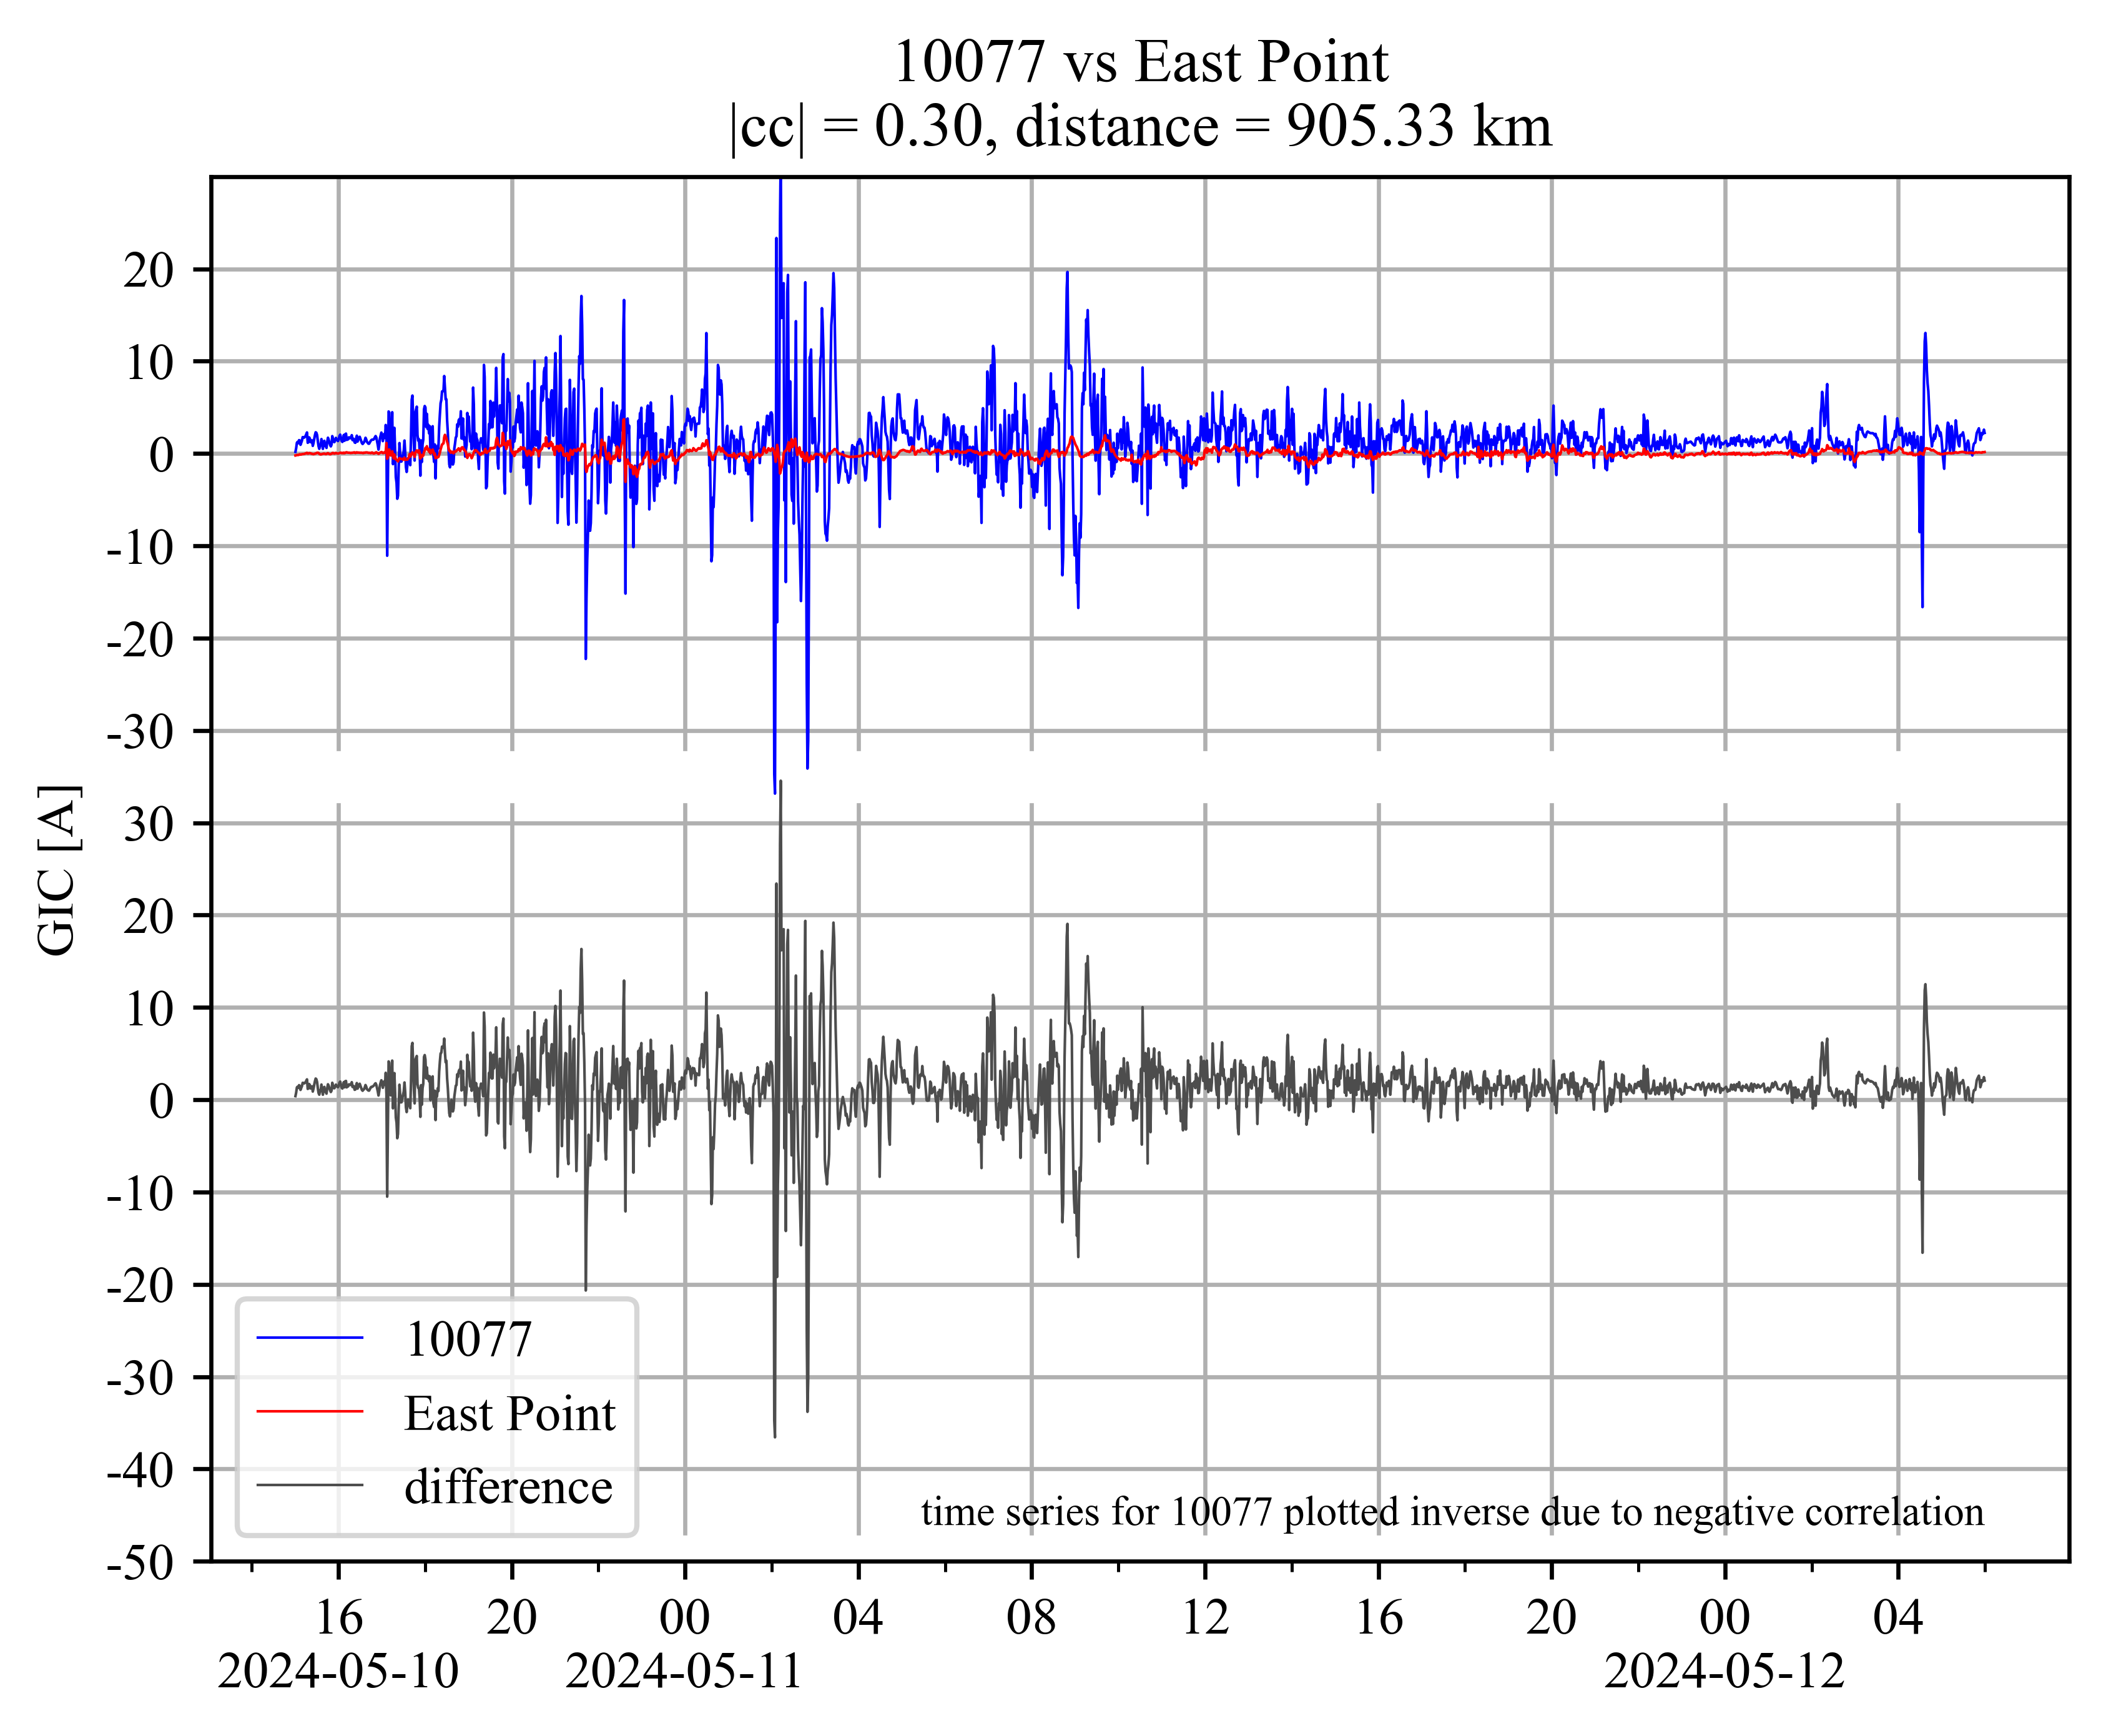 10077 vs East Point
|cc| = 0.30, distance = 905.33 km
GIC [A]
20
10
0
-10
-20
-30
30
20
10
0
-10
-20
-30
-40
-50
10077
East Point
difference
time series for 10077 plotted inverse due to negative correlation
16 20 00 04 08 12 16 20 00 04
2024-05-10 2024-05-11 2024-05-12